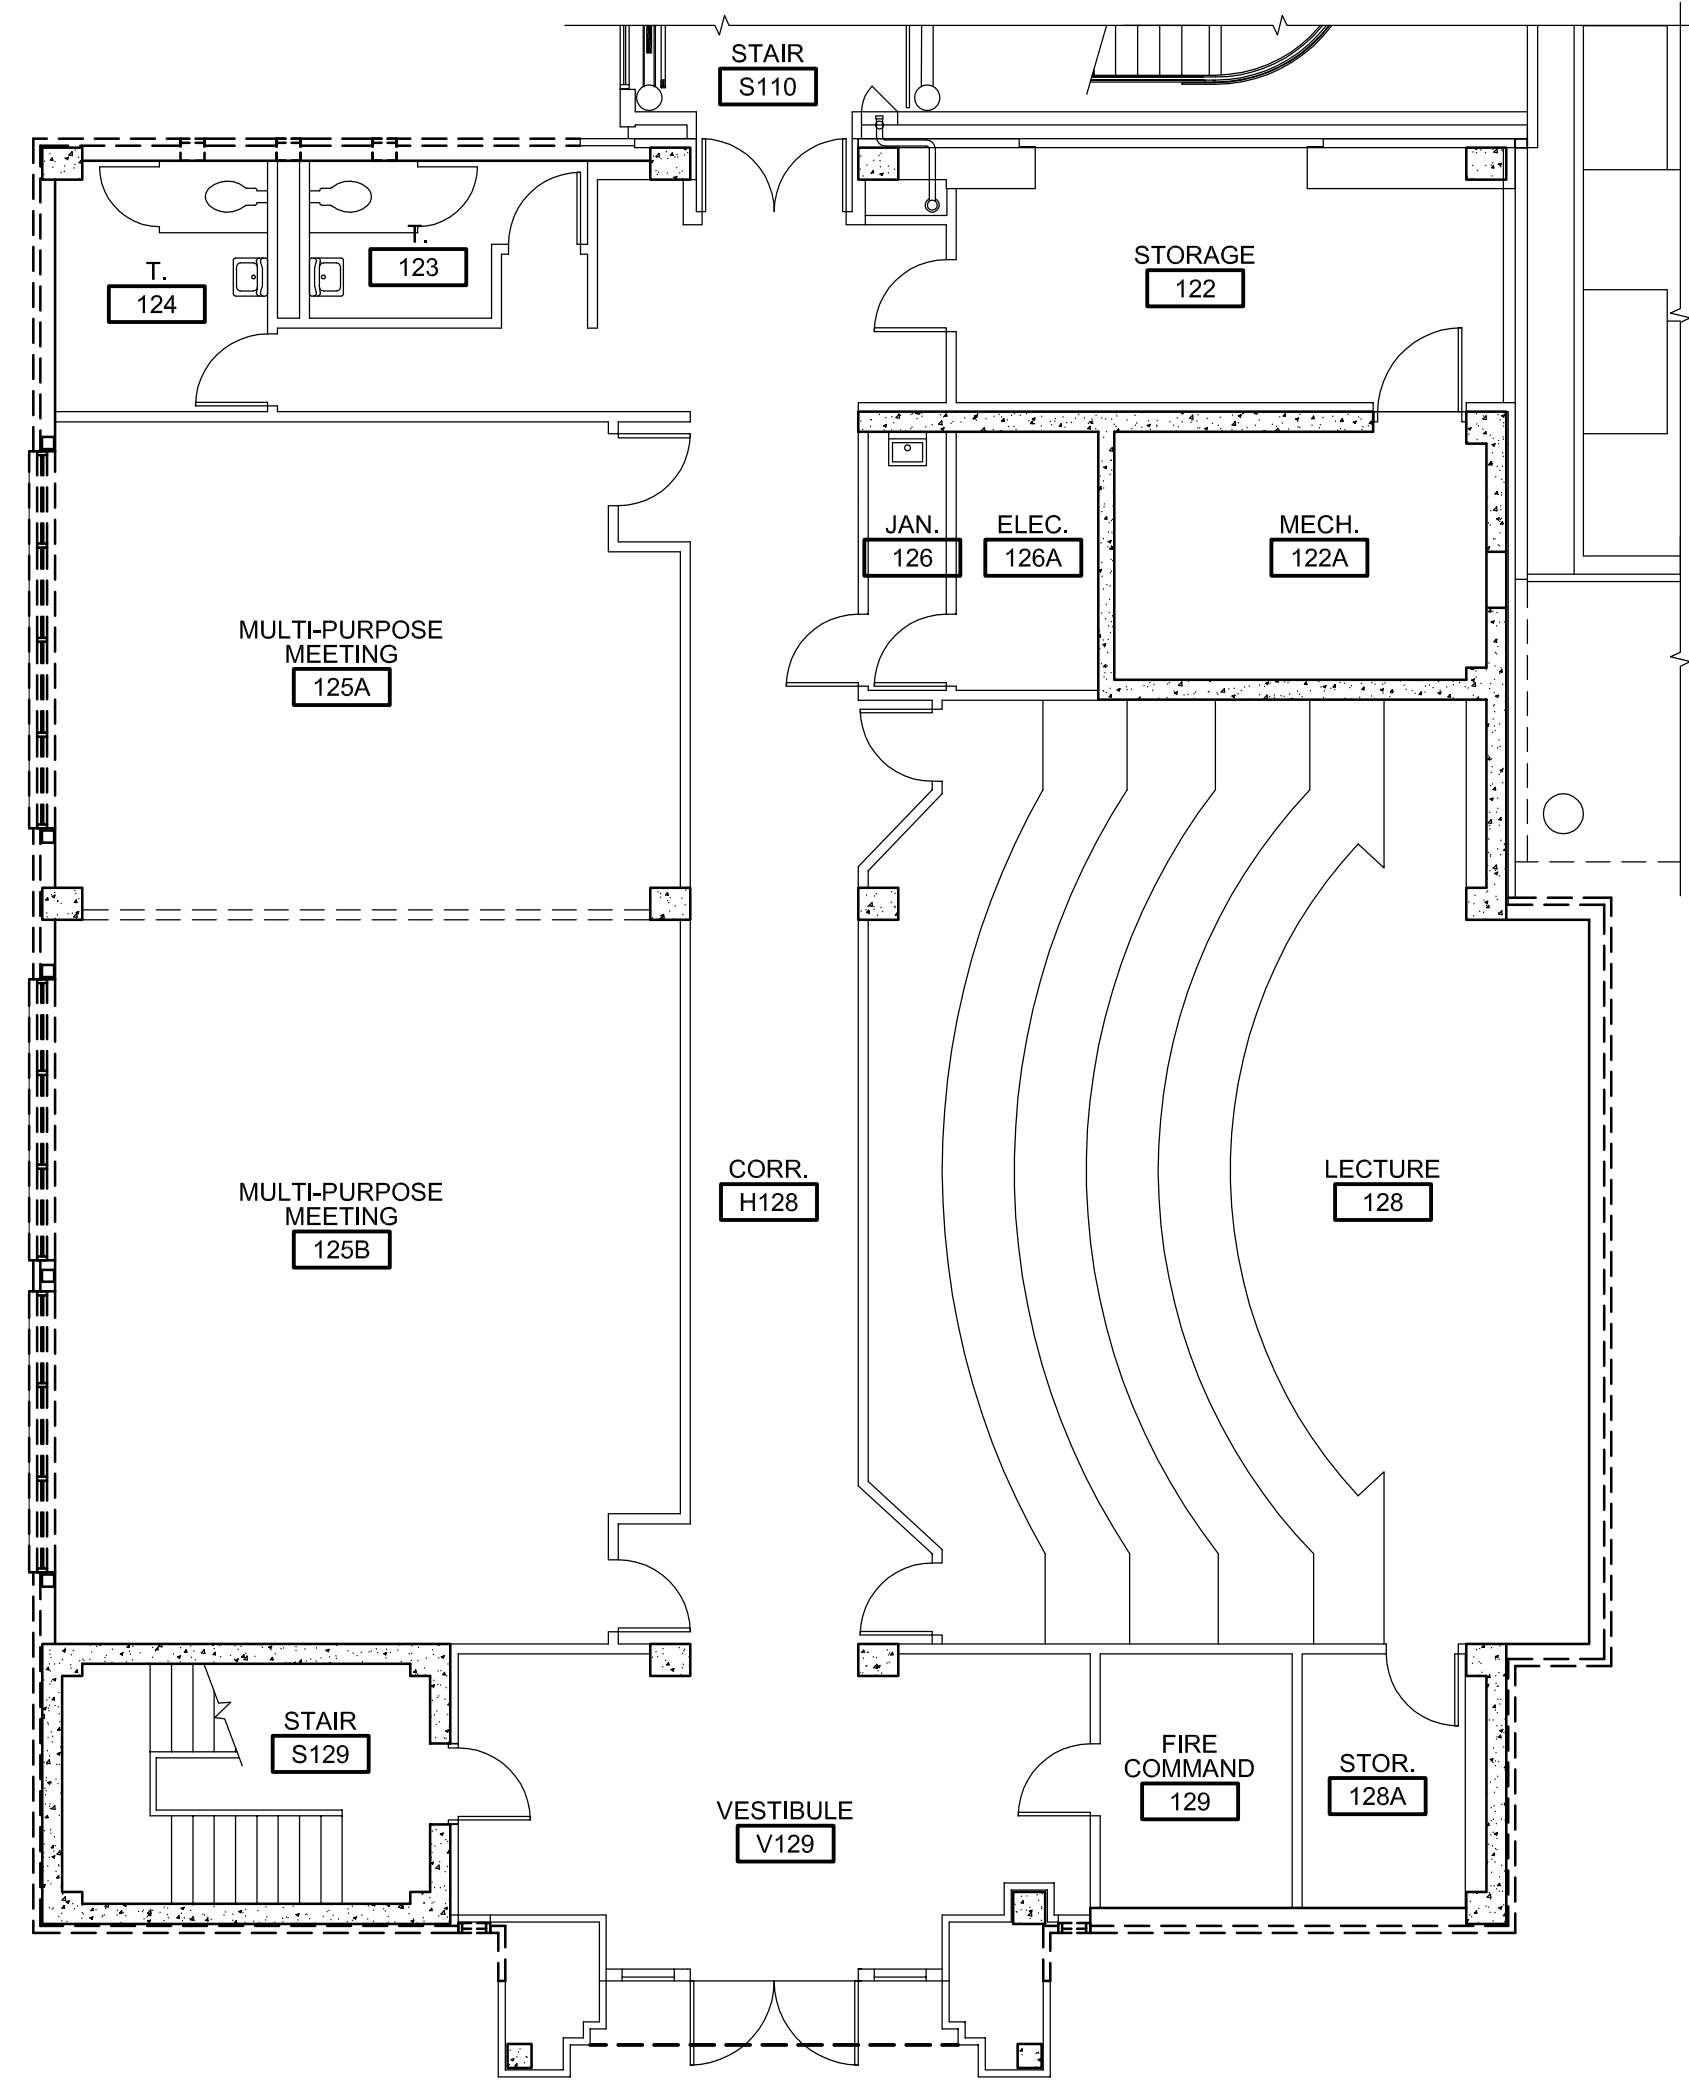 STAIR
S110
T.
123
T.
124
STORAGE
122
JAN.
126
ELEC.
126A
MECH.
122A
MULTI-PURPOSE
MEETING
125A
MULTI-PURPOSE
MEETING
125B
CORR.
H128
LECTURE
128
STAIR
S129
VESTIBULE
V129
FIRE
COMMAND
129
STOR.
128A